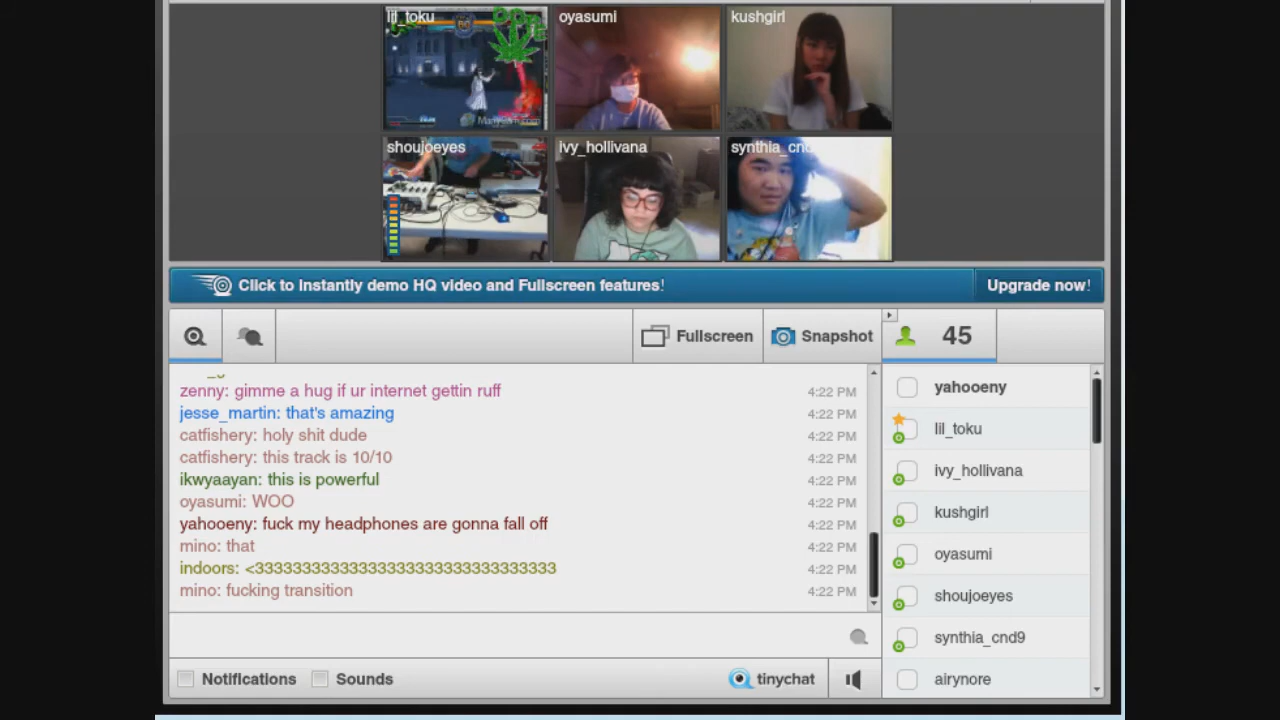 lil_toku
oyasumi
kushgirl
shoujoeyes
ivy_hollivana
synthia_cnd
Click to instantly demo HQ video and Fullscreen features!
Upgrade now!
Fullscreen
Snapshot
45
zenny: gimme a hug if ur internet gettin ruff 4:22 PM
jesse_martin: that's amazing 4:22 PM
catfishery: holy shit dude 4:22 PM
catfishery: this track is 10/10 4:22 PM
ikwyaayan: this is powerful 4:22 PM
oyasumi: WOO 4:22 PM
yahooeny: fuck my headphones are gonna fall off 4:22 PM
mino: that 4:22 PM
indoors: <33333333333333333333333333333333 4:22 PM
mino: fucking transition 4:22 PM
yahooeny
lil_toku
ivy_hollivana
kushgirl
oyasumi
shoujoeyes
synthia_cnd9
airynore
Notifications
Sounds
tinychat